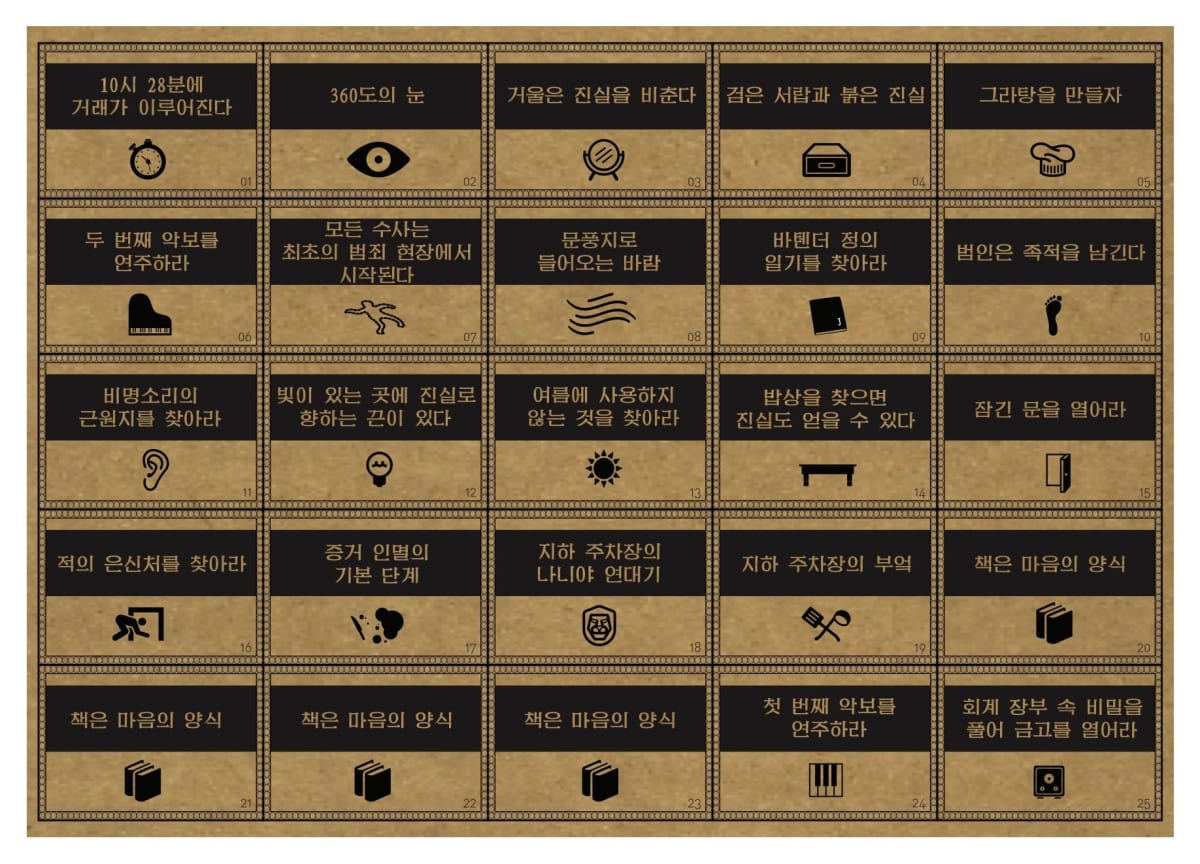 10시 28분에
거래가 이루어진다
01
360도의 눈
02
거울은 진실을 비춘다
03
검은 서랍과 붉은 진실
04
그라탕을 만들자
05
두 번째 악보를
연주하라
06
모든 수사는
최초의 범죄 현장에서
시작된다
07
문풍지로
들어오는 바람
08
바텐더 정의
일기를 찾아라
J
09
범인은 족적을 남긴다
10
비명소리의
근원지를 찾아라
11
빛이 있는 곳에 진실로
향하는 끈이 있다
12
여름에 사용하지
않는 것을 찾아라
13
밥상을 찾으면
진실도 얻을 수 있다
14
잠긴 문을 열어라
15
적의 은신처를 찾아라
16
증거 인멸의
기본 단계
17
지하 주차장의
나니야 연대기
18
지하 주차장의 부엌
19
책은 마음의 양식
20
책은 마음의 양식
21
책은 마음의 양식
22
책은 마음의 양식
23
첫 번째 악보를
연주하라
24
회계 장부 속 비밀을
풀어 금고를 열어라
25